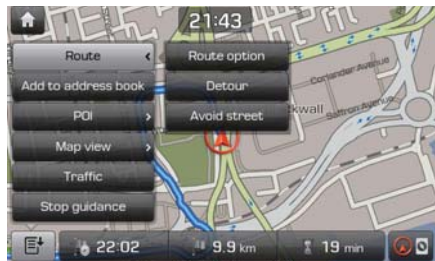 21:43
Route
Route option
Add to address book
Detour
POI
Avoid street
Map view
Traffic
Stop guidance
Coriander Avenue
Saffron Avenue
kwall
22:02
9.9 km
19 min